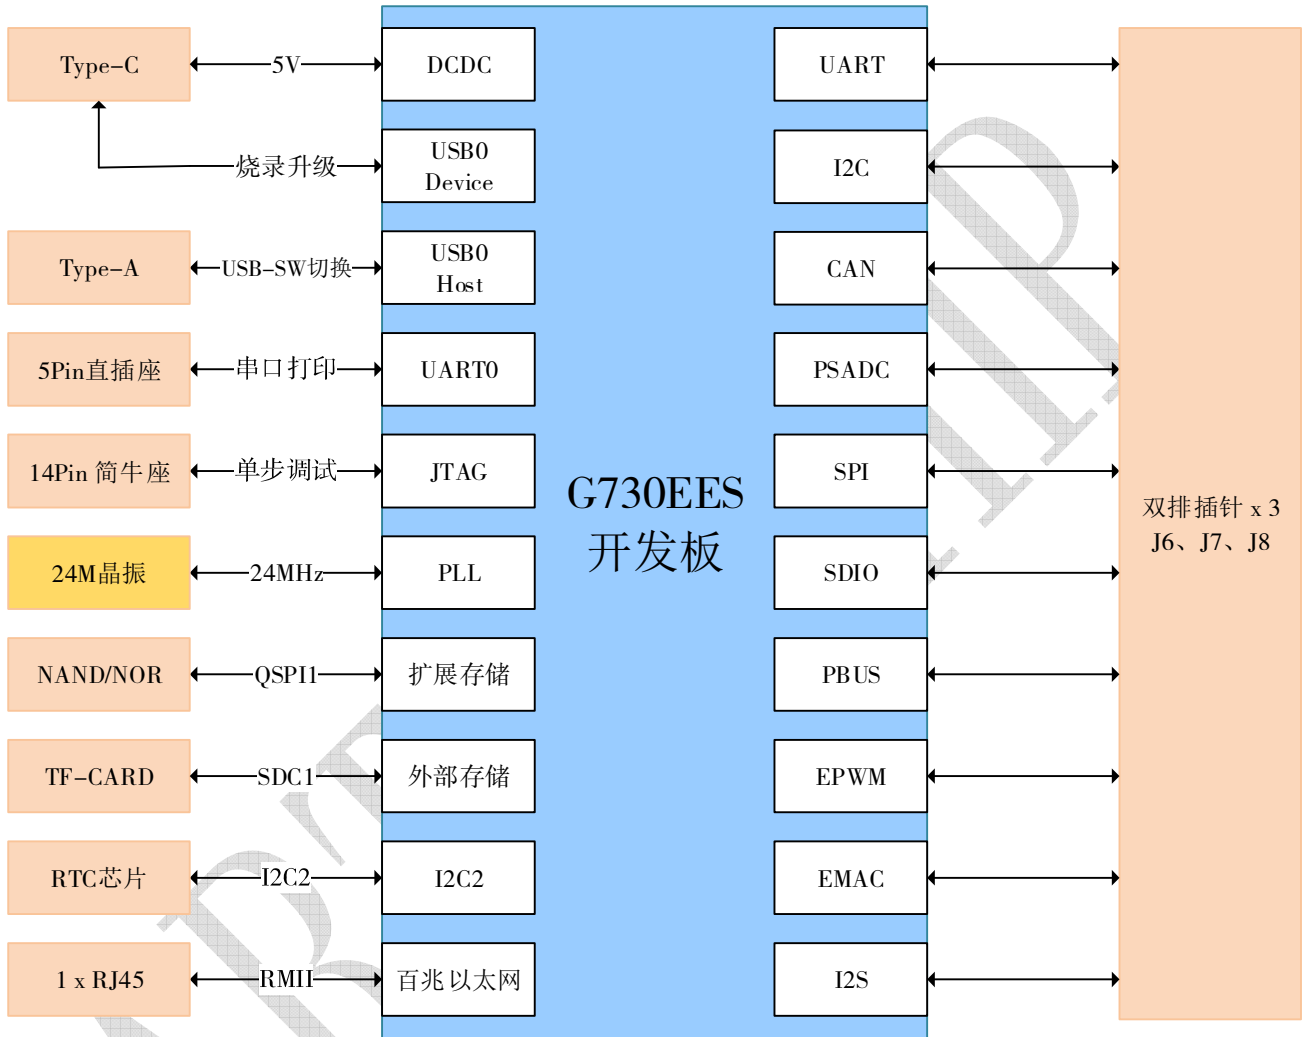 Type-C
5V
DCDC
UART
烧录升级
USB0
Device
I2C
Type-A
USB-SW切换
USB0
Host
CAN
5Pin直插座
串口打印
UART0
PSADC
14Pin 简牛座
单步调试
JTAG
SPI
G730EES
开发板
双排插针 x 3
J6、J7、J8
24M晶振
24MHz
PLL
SDIO
NAND/NOR
QSPI1
扩展存储
PBUS
TF-CARD
SDC1
外部存储
EPWM
RTC芯片
I2C2
I2C2
EMAC
1 x RJ45
RMII
百兆以太网
I2S